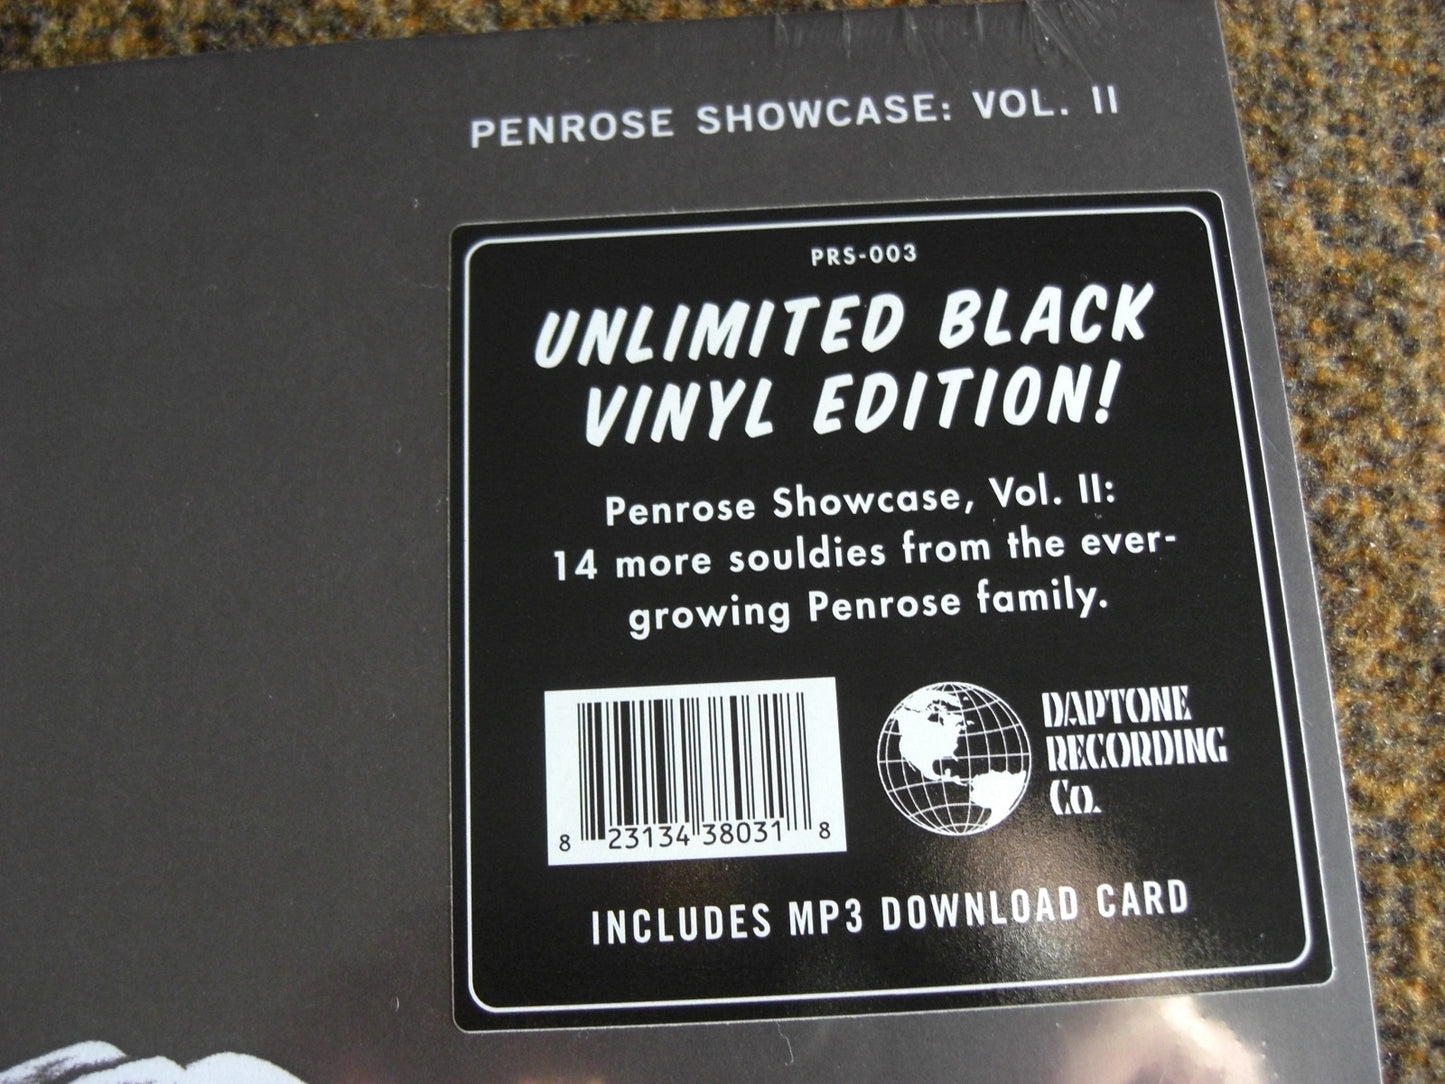 PENROSE SHOWCASE: VOL. II
PRS-003
UNLIMITED BLACK
VINYL EDITION!
Penrose Showcase, Vol. II:
14 more souldies from the ever-
growing Penrose family.
8 23134 38031 8
DAPTONE
RECORDING
Co.
INCLUDES MP3 DOWNLOAD CARD